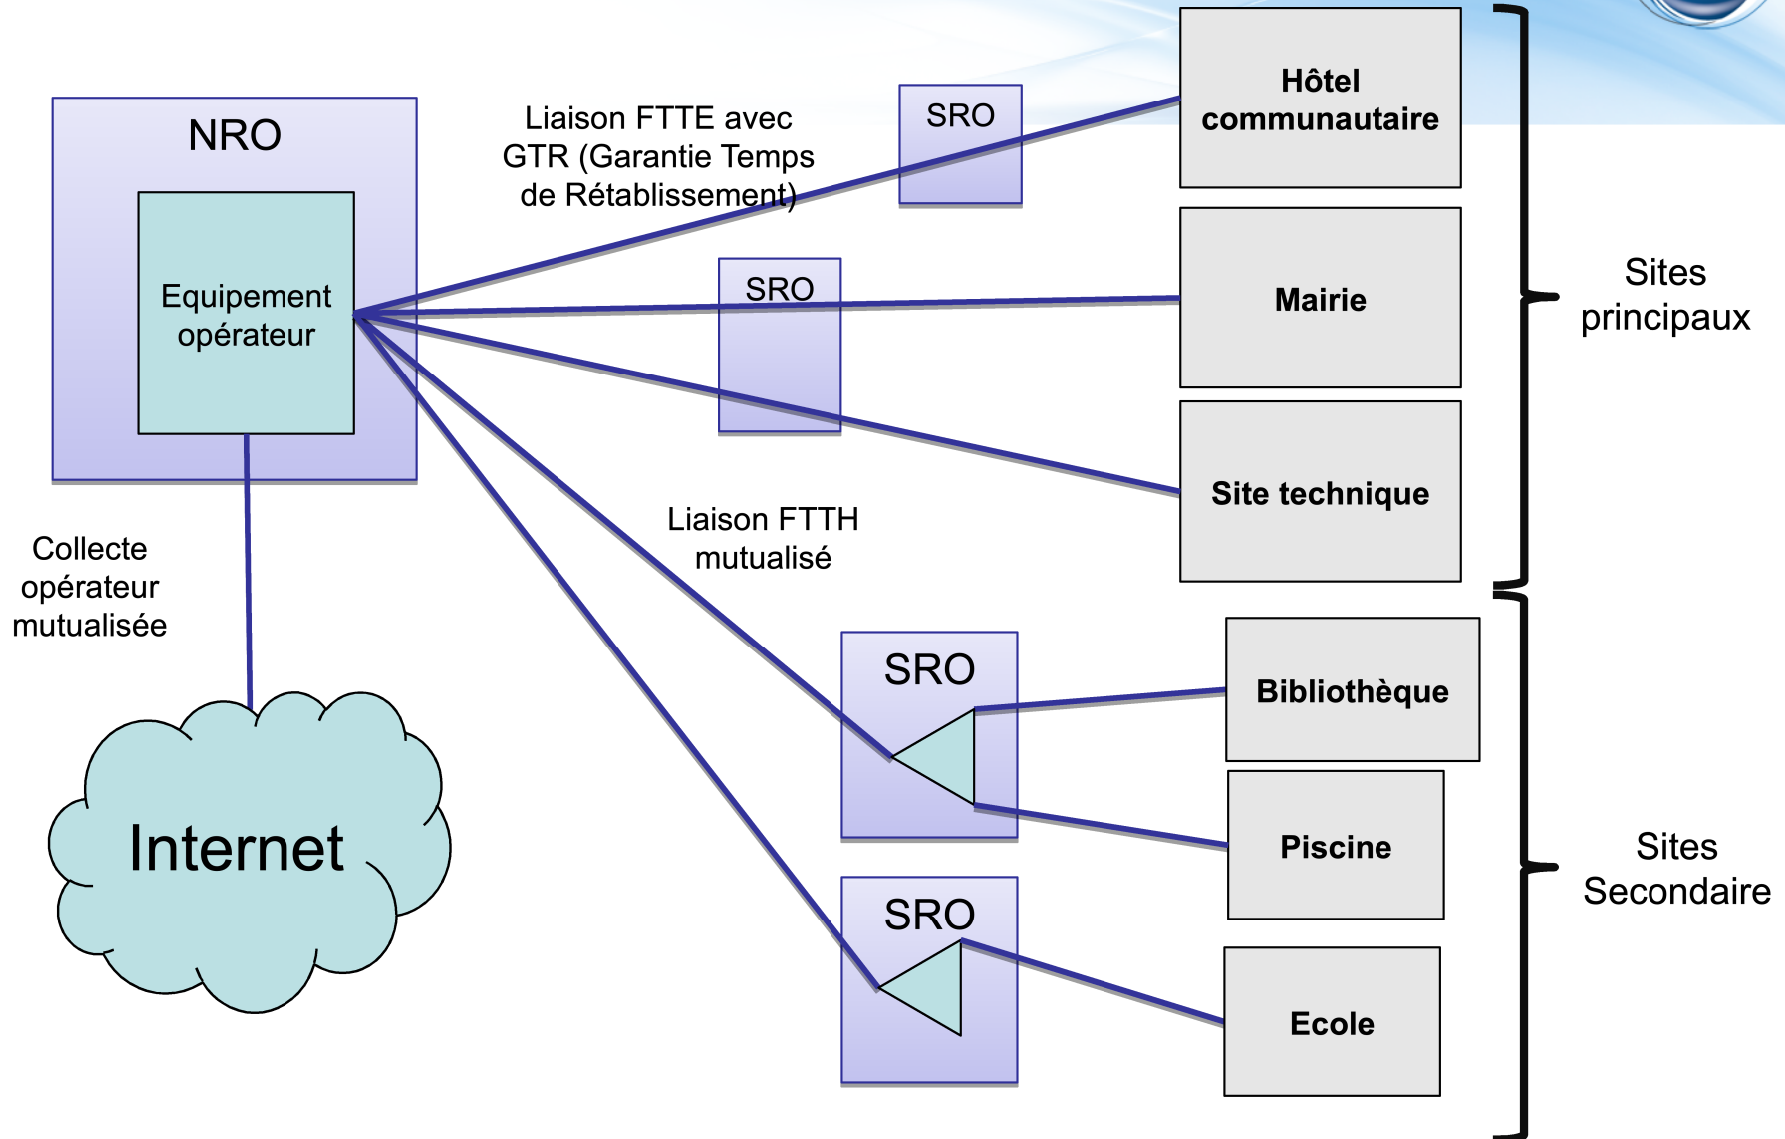 NRO
Equipement
opérateur
Liaison FTTE avec
GTR (Garantie Temps
de Rétablissement)
SRO
Hôtel
communautaire
SRO
Mairie
Site technique
Sites
principaux
Collecte
opérateur
mutualisée
Liaison FTTH
mutualisé
Internet
SRO
Bibliothèque
Piscine
SRO
Ecole
Sites
Secondaire